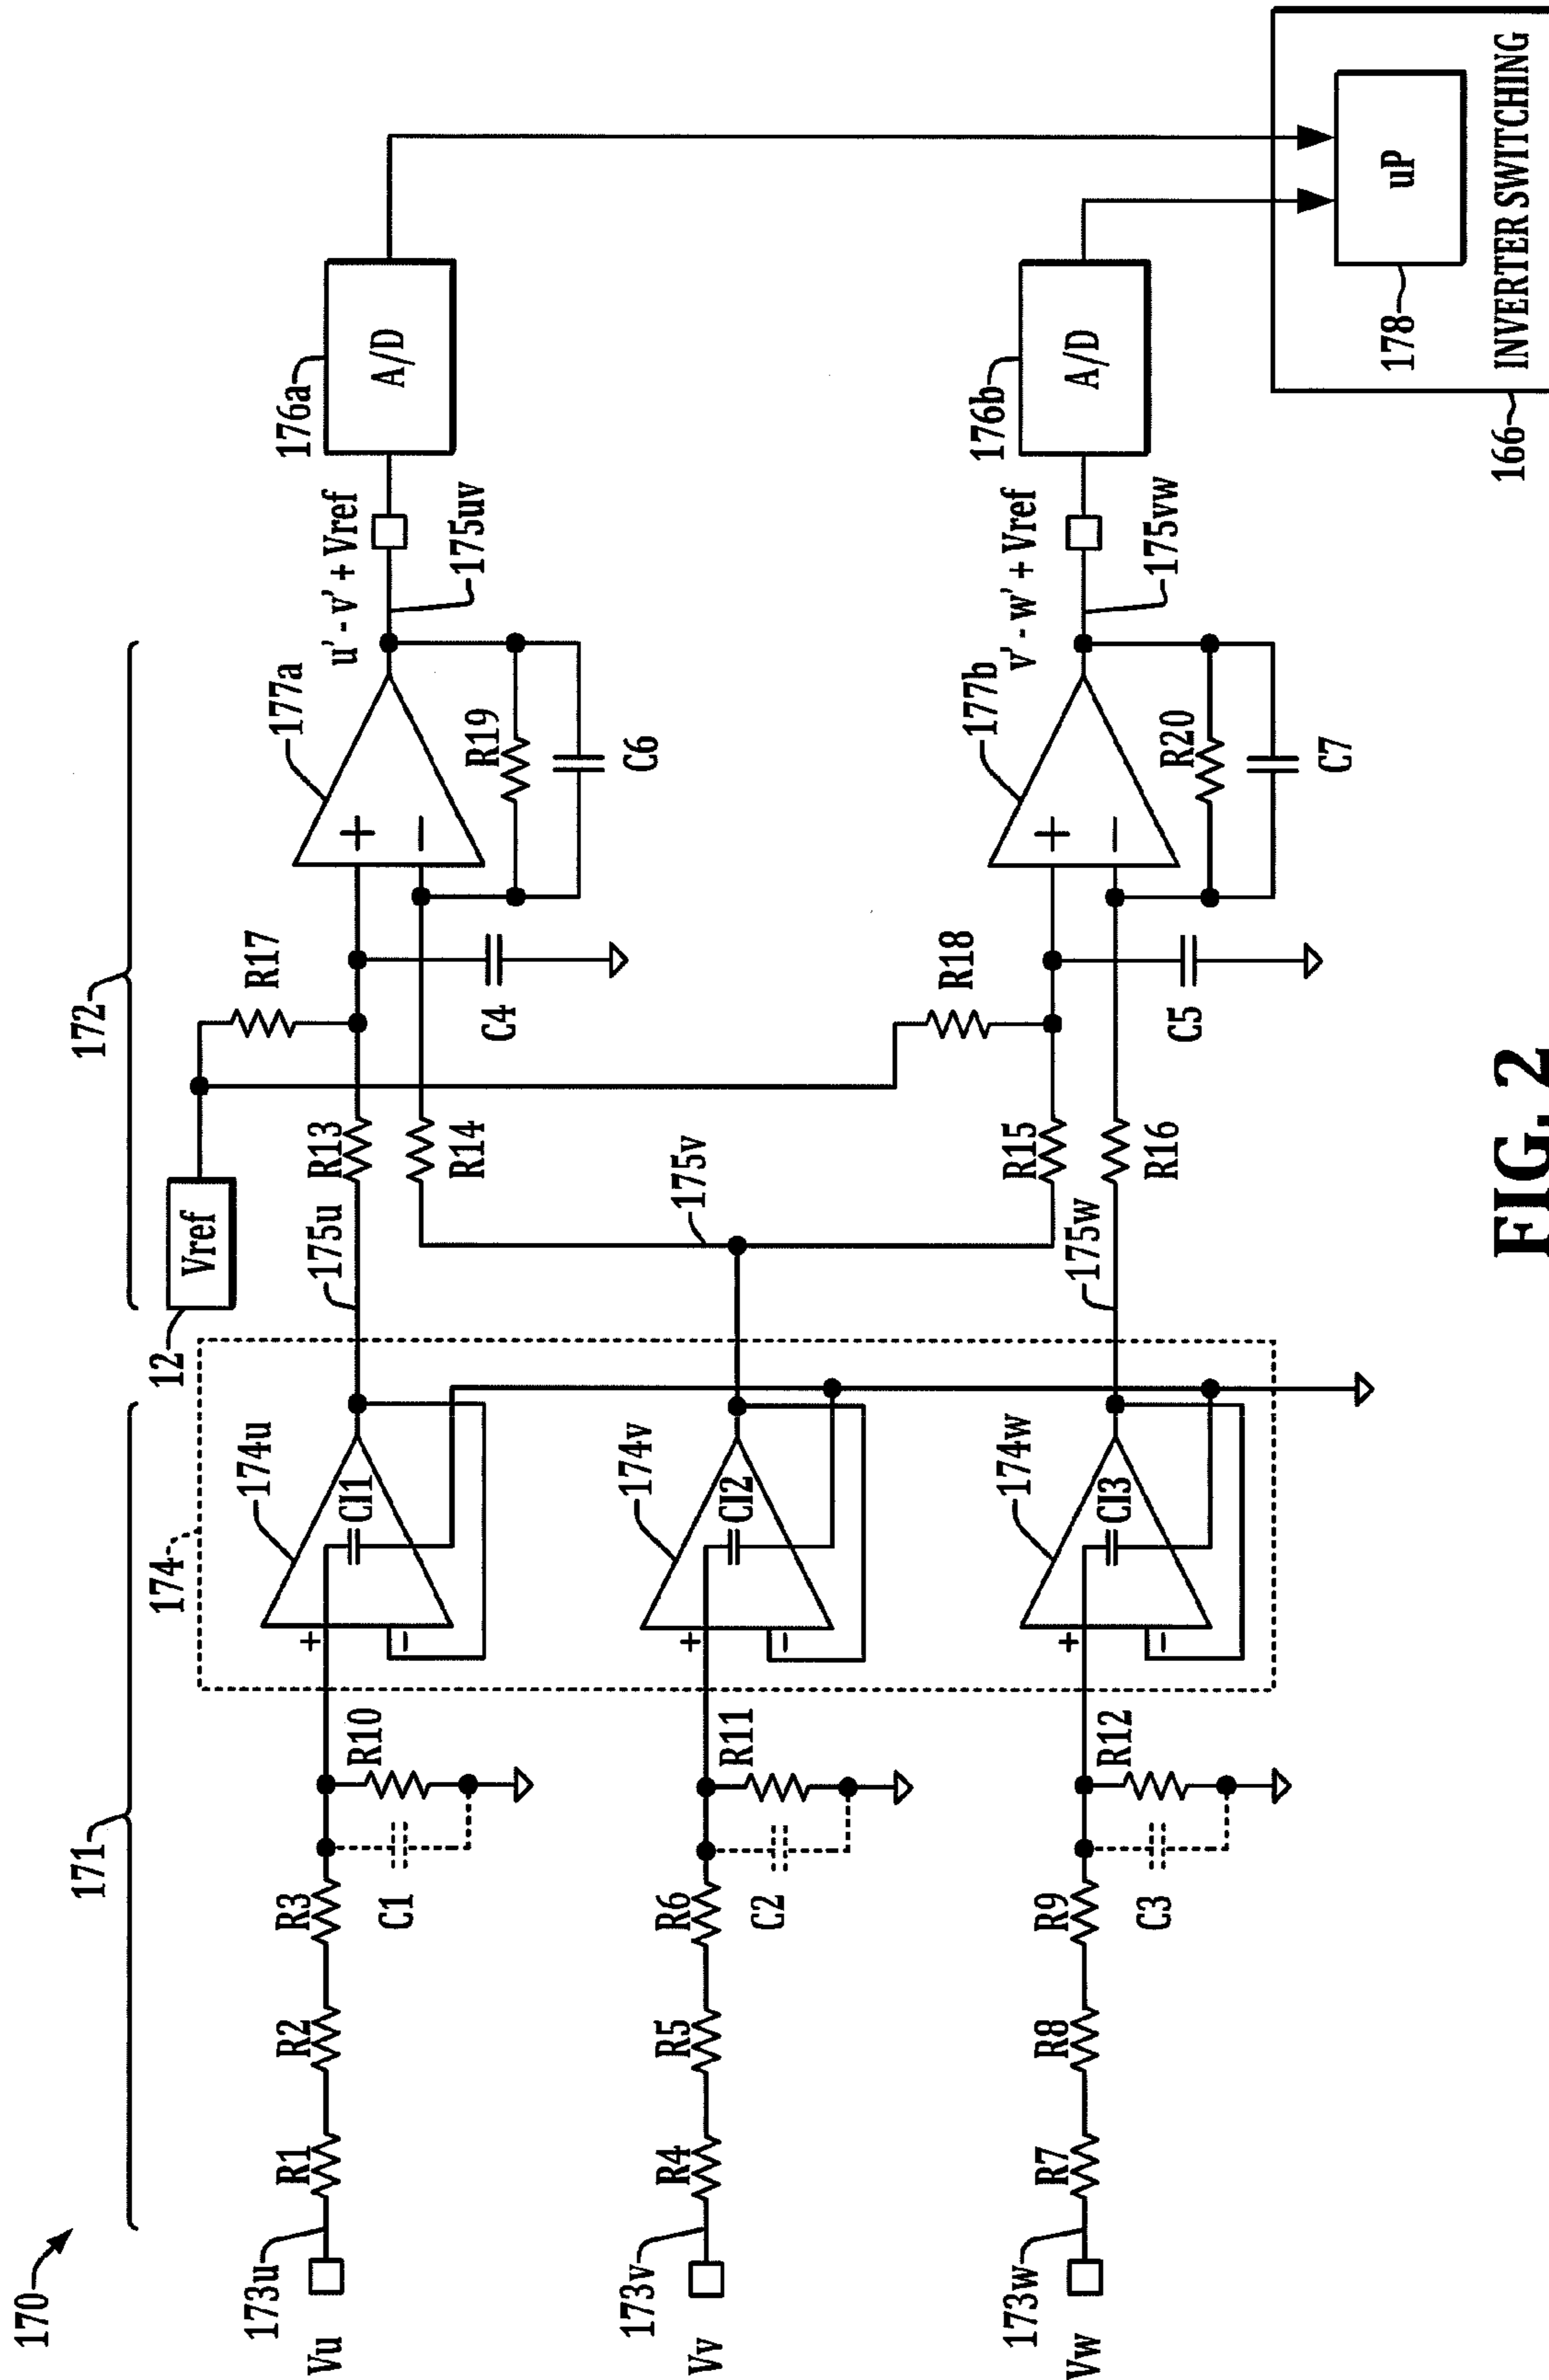 170
171
172
12
Vref
R17
174
174u
CI1
175u
R13
177a
u' - v' + Vref
176a
A/D
173u
Vu
R1
R2
R3
C1
R10
+
−
R14
C4
+
−
R19
C6
175uv
174v
CI2
175v
R18
173v
Vv
R4
R5
R6
C2
R11
+
−
174w
CI3
175w
R15
R16
C5
177b
+
−
R20
C7
v' - w' + Vref
175vw
176b
A/D
173w
Vw
R7
R8
R9
C3
R12
+
−
178
uP
166
INVERTER SWITCHING
FIG. 2